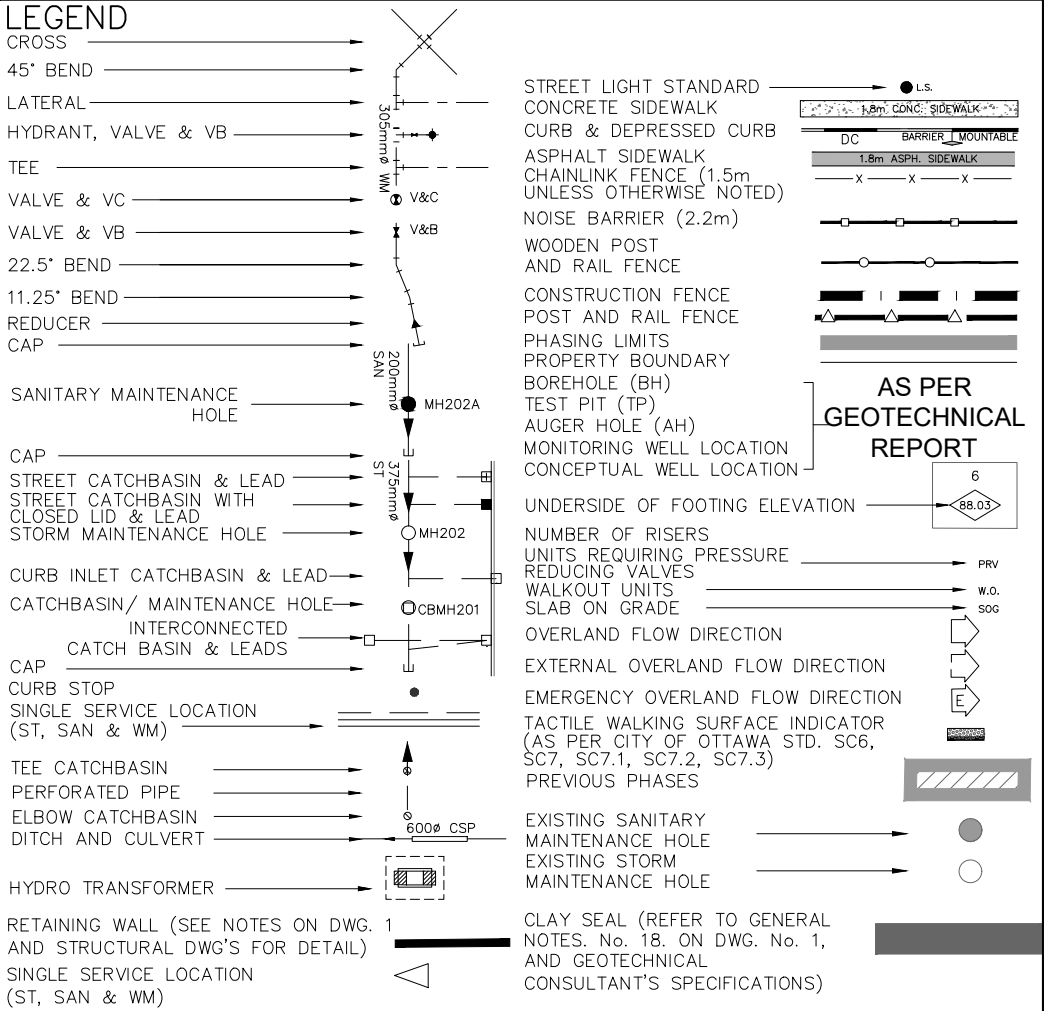 LEGEND
CROSS
45° BEND
LATERAL
HYDRANT, VALVE & VB
TEE
VALVE & VC
VALVE & VB
22.5° BEND
11.25° BEND
REDUCER
CAP
SANITARY MAINTENANCE
HOLE
CAP
STREET CATCHBASIN & LEAD
STREET CATCHBASIN WITH
CLOSED LID & LEAD
STORM MAINTENANCE HOLE
CURB INLET CATCHBASIN & LEAD
CATCHBASIN/ MAINTENANCE HOLE
INTERCONNECTED
CATCH BASIN & LEADS
CAP
CURB STOP
SINGLE SERVICE LOCATION
(ST, SAN & WM)
TEE CATCHBASIN
PERFORATED PIPE
ELBOW CATCHBASIN
DITCH AND CULVERT
HYDRO TRANSFORMER
RETAINING WALL (SEE NOTES ON DWG. 1
AND STRUCTURAL DWG'S FOR DETAIL)
SINGLE SERVICE LOCATION
(ST, SAN & WM)
305mmø WM
V&C
V&B
200mmø
SAN
MH202A
375mmø
ST
MH202
CBMH201
600ø CSP
STREET LIGHT STANDARD
L.S.
CONCRETE SIDEWALK
1.8m CONC. SIDEWALK
CURB & DEPRESSED CURB
DC
BARRIER
MOUNTABLE
ASPHALT SIDEWALK
1.8m ASPH. SIDEWALK
CHAINLINK FENCE (1.5m
UNLESS OTHERWISE NOTED)
X X X
NOISE BARRIER (2.2m)
WOODEN POST
AND RAIL FENCE
CONSTRUCTION FENCE
POST AND RAIL FENCE
PHASING LIMITS
PROPERTY BOUNDARY
BOREHOLE (BH)
TEST PIT (TP)
AUGER HOLE (AH)
MONITORING WELL LOCATION
CONCEPTUAL WELL LOCATION
AS PER
GEOTECHNICAL
REPORT
UNDERSIDE OF FOOTING ELEVATION
6
88.03
NUMBER OF RISERS
UNITS REQUIRING PRESSURE
REDUCING VALVES
PRV
WALKOUT UNITS
W.O.
SLAB ON GRADE
SOG
OVERLAND FLOW DIRECTION
EXTERNAL OVERLAND FLOW DIRECTION
EMERGENCY OVERLAND FLOW DIRECTION
E
TACTILE WALKING SURFACE INDICATOR
(AS PER CITY OF OTTAWA STD. SC6,
SC7, SC7.1, SC7.2, SC7.3)
PREVIOUS PHASES
EXISTING SANITARY
MAINTENANCE HOLE
EXISTING STORM
MAINTENANCE HOLE
CLAY SEAL (REFER TO GENERAL
NOTES. No. 18. ON DWG. No. 1,
AND GEOTECHNICAL
CONSULTANT'S SPECIFICATIONS)